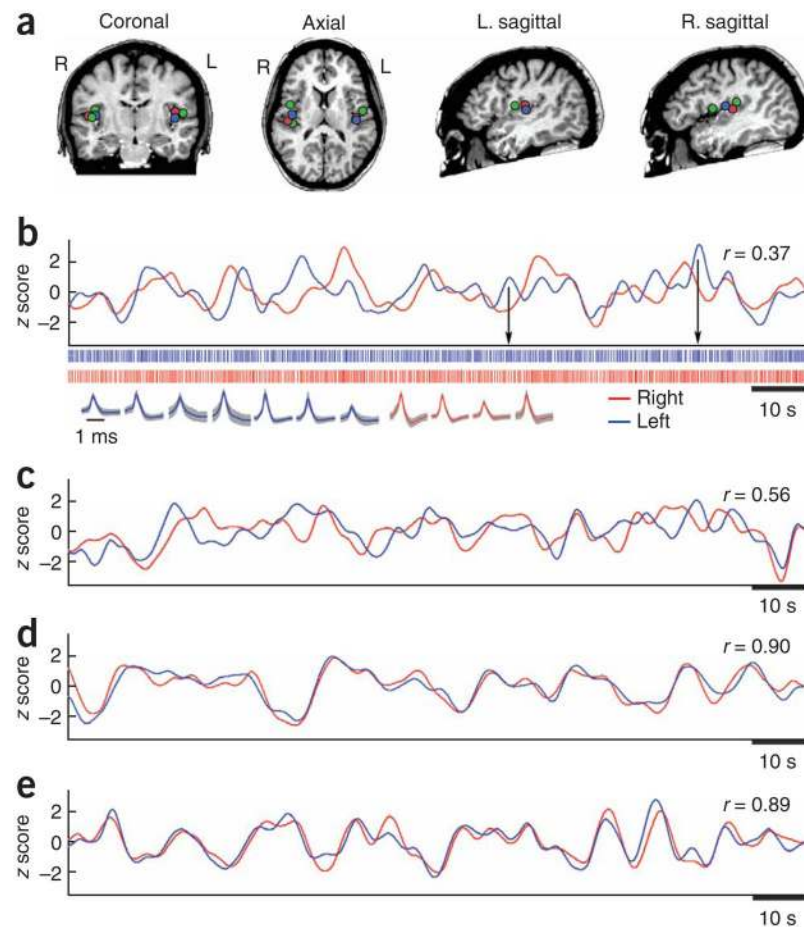 a
Coronal
Axial
L. sagittal
R. sagittal
R
L
R
L
b
z score
2
0
–2
r = 0.37
Right
Left
10 s
1 ms
c
z score
2
0
–2
r = 0.56
10 s
d
z score
2
0
–2
r = 0.90
10 s
e
z score
2
0
–2
r = 0.89
10 s